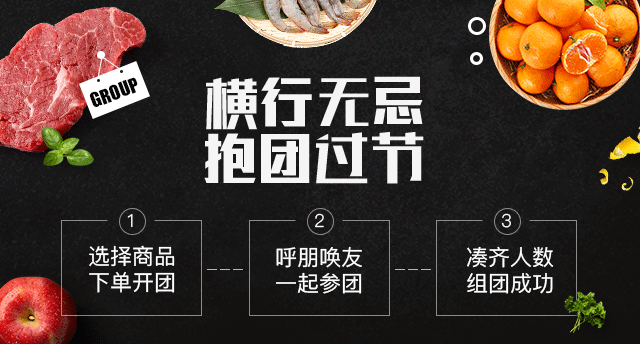 GROUP
横行无忌
抱团过节
1
选择商品
下单开团
2
呼朋唤友
一起参团
3
凑齐人数
组团成功